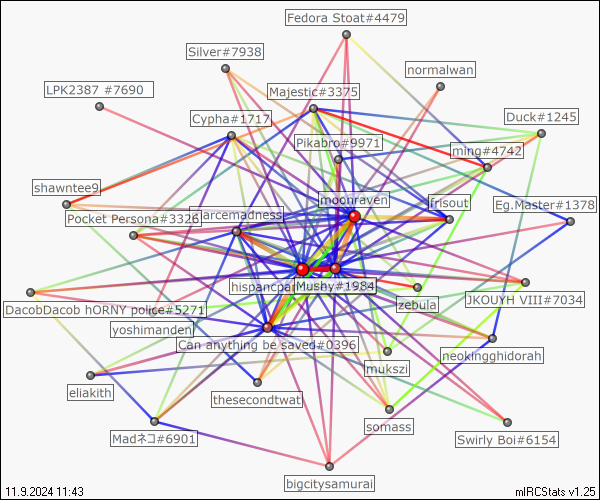 Fedora Stoat#4479
Silver#7938
normalwan
LPK2387 #7690
Majestic#3375
Cypha#1717
Duck#1245
Pikabro#9971
ming#4742
shawntee9
moonraven
frisout
Eg.Master#1378
Pocket Persona#3326
arcemadness
hispancpa
Mushy#1984
DacobDacob hORNY police#5271
zebula
JKOUYH VIII#7034
yoshimanden
Can anything be saved#0396
neokingghidorah
mukszi
eliakith
thesecondtwat
somass
Madネコ#6901
Swirly Boi#6154
bigcitysamurai
11.9.2024 11:43
mIRCStats v1.25